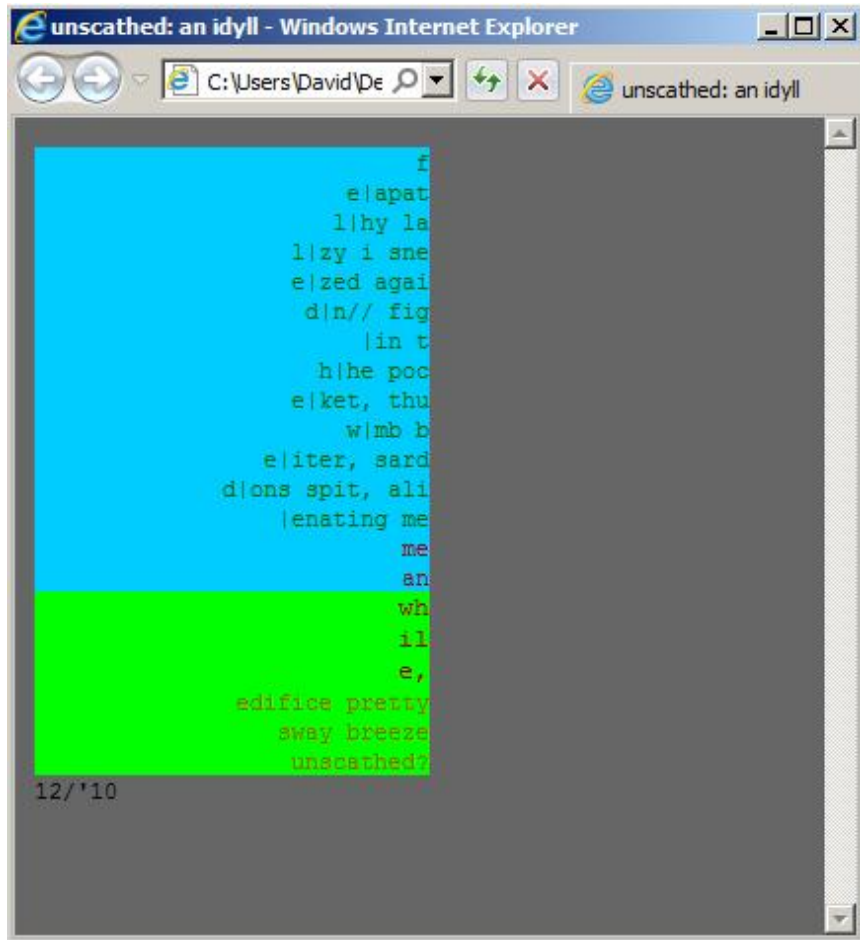 unscathed: an idyll - Windows Internet Explorer
C:\Users\David\De
unscathed: an idyll
f
e|apat
l|hy la
l|zy i sne
e|zed agai
d|n// fig
|in t
h|he poc
e|ket, thu
w|mb b
e|iter, sard
d|ons spit, ali
|enating me
me
an
wh
il
e,
edifice pretty
sway breeze
unscathed?
12/'10